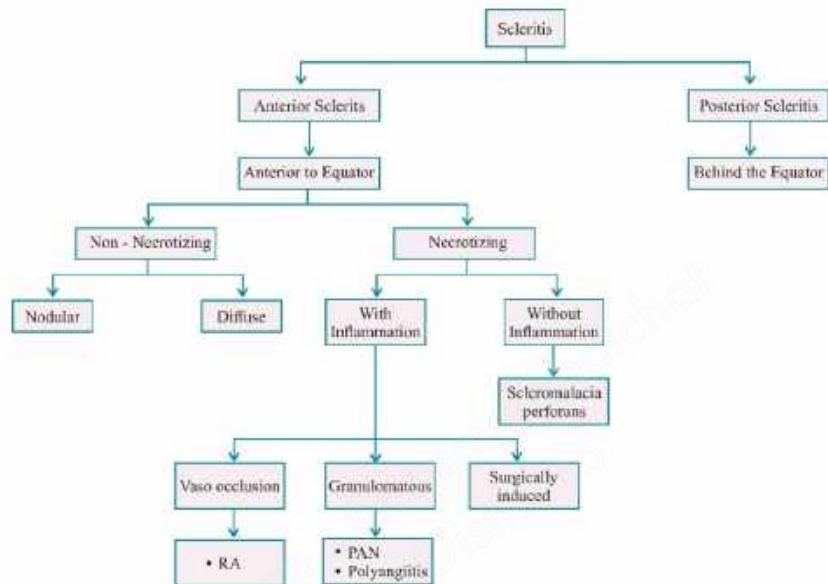 Scleritis
Anterior Sclerits
Posterior Scleritis
Anterior to Equator
Behind the Equator
Non - Necrotizing
Necrotizing
Nodular
Diffuse
With
Inflammation
Without
Inflammation
Scleromalacia
perforans
Vaso occlusion
Granulomatous
Surgically
induced
• RA
• PAN
• Polyangiitis